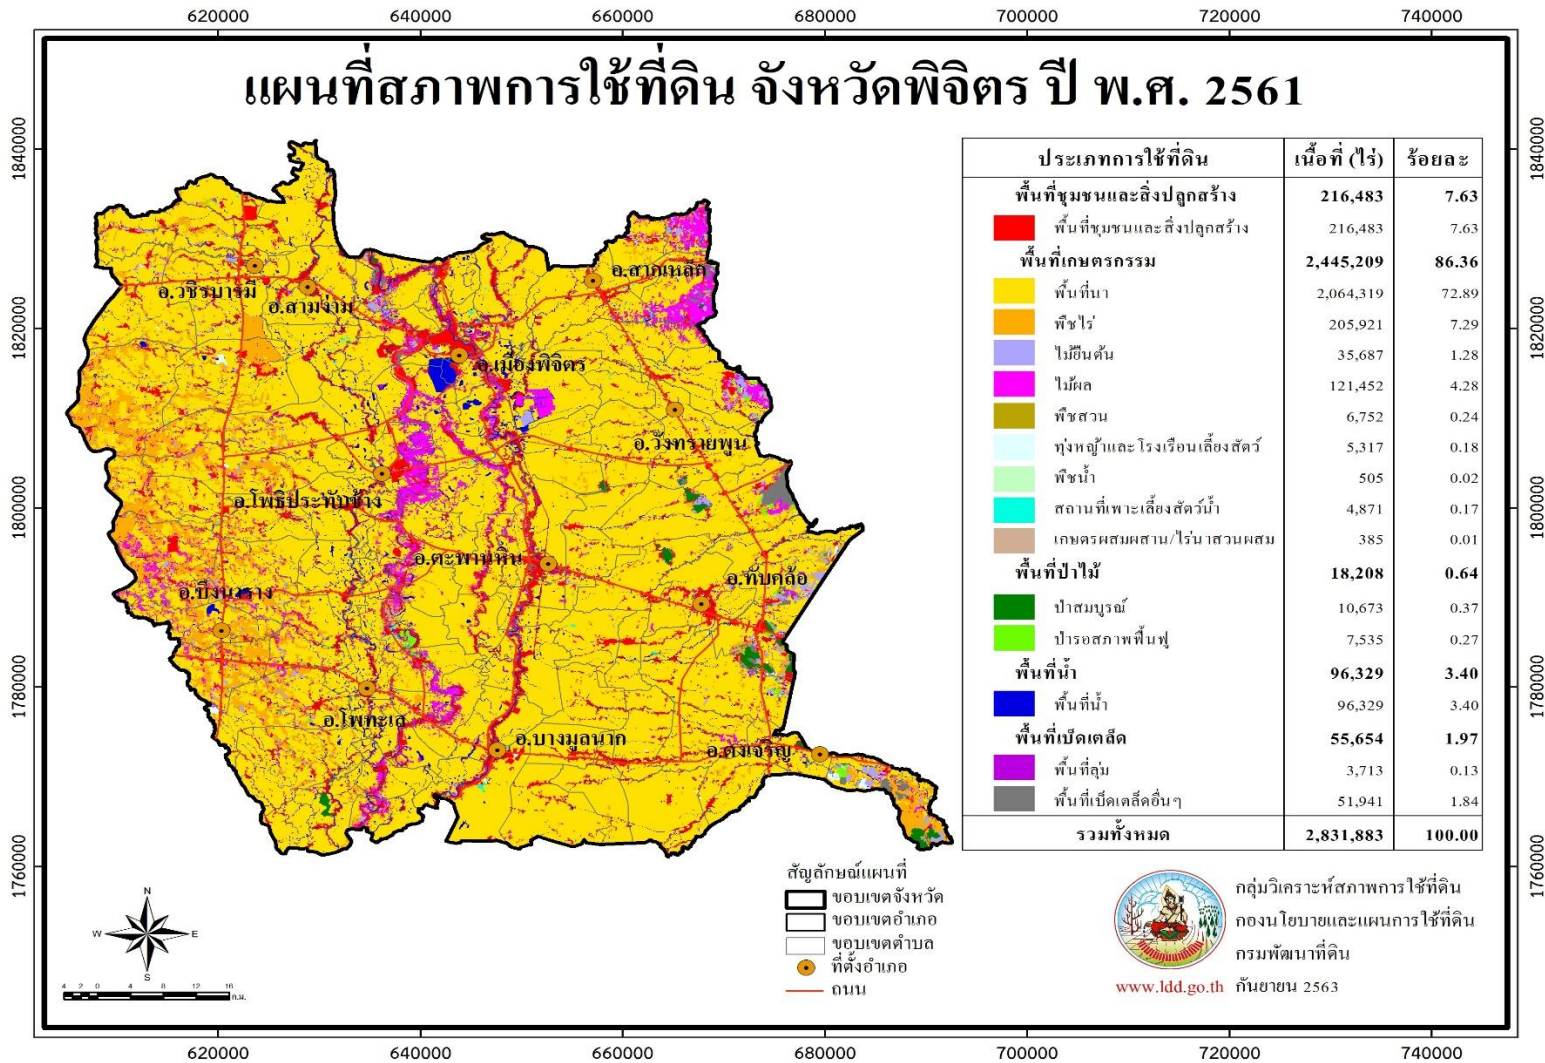 620000 640000 660000 680000 700000 720000 740000
แผนที่สภาพการใช้ที่ดิน จังหวัดพิจิตร ปี พ.ศ. 2561
1840000 1840000
1820000 1820000
1800000 1800000
1780000 1780000
1760000 1760000
อ.วชิรบารมี
อ.สามง่าม
อ.สากเหล็ก
อ.เมืองพิจิตร
อ.วังทรายพูน
อ.โพธิ์ประทับช้าง
อ.ตะพานหิน
อ.ทับคล้อ
อ.บึงนาราง
อ.โพทะเล
อ.บางมูลนาก
อ.ดงเจริญ
ประเภทการใช้ที่ดิน เนื้อที่ (ไร่) ร้อยละ
พื้นที่ชุมชนและสิ่งปลูกสร้าง 216,483 7.63
พื้นที่ชุมชนและสิ่งปลูกสร้าง 216,483 7.63
พื้นที่เกษตรกรรม 2,445,209 86.36
พื้นที่นา 2,064,319 72.89
พืชไร่ 205,921 7.29
ไม้ยืนต้น 35,687 1.28
ไม้ผล 121,452 4.28
พืชสวน 6,752 0.24
ทุ่งหญ้าและโรงเรือนเลี้ยงสัตว์ 5,317 0.18
พืชน้ำ 505 0.02
สถานที่เพาะเลี้ยงสัตว์น้ำ 4,871 0.17
เกษตรผสมผสาน/ไร่นาสวนผสม 385 0.01
พื้นที่ป่าไม้ 18,208 0.64
ป่าสมบูรณ์ 10,673 0.37
ป่ารอสภาพฟื้นฟู 7,535 0.27
พื้นที่น้ำ 96,329 3.40
พื้นที่น้ำ 96,329 3.40
พื้นที่เบ็ดเตล็ด 55,654 1.97
พื้นที่ลุ่ม 3,713 0.13
พื้นที่เบ็ดเตล็ดอื่นๆ 51,941 1.84
รวมทั้งหมด 2,831,883 100.00
สัญลักษณ์แผนที่
ขอบเขตจังหวัด
ขอบเขตอำเภอ
ขอบเขตตำบล
ที่ตั้งอำเภอ
ถนน
N
W E
S
4 2 0 4 8 12 16
ก.ม.
กลุ่มวิเคราะห์สภาพการใช้ที่ดิน
กองนโยบายและแผนการใช้ที่ดิน
กรมพัฒนาที่ดิน
www.ldd.go.th กันยายน 2563
620000 640000 660000 680000 700000 720000 740000